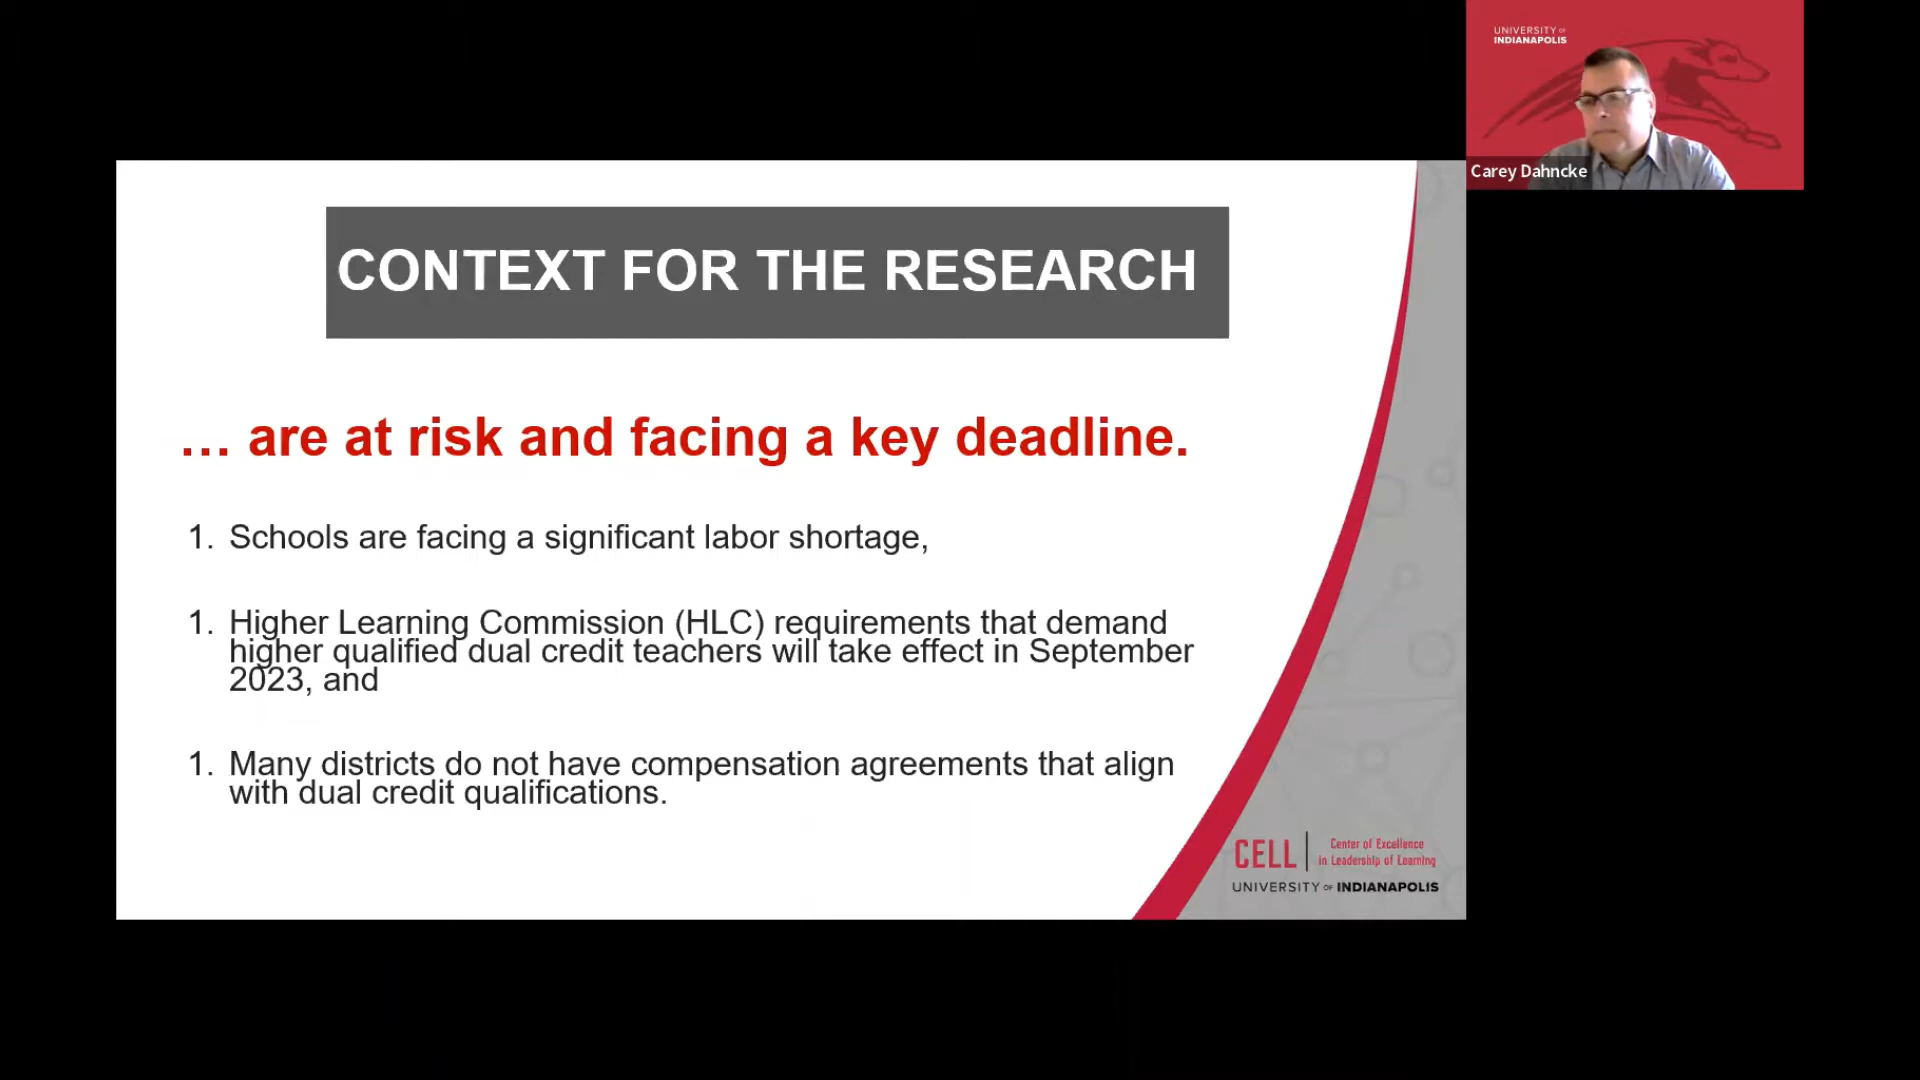 UNIVERSITY OF
INDIANAPOLIS
Carey Dahncke
CONTEXT FOR THE RESEARCH
... are at risk and facing a key deadline.
1. Schools are facing a significant labor shortage,
1. Higher Learning Commission (HLC) requirements that demand
higher qualified dual credit teachers will take effect in September
2023, and
1. Many districts do not have compensation agreements that align
with dual credit qualifications.
CELL
Center of Excellence
in Leadership of Learning
UNIVERSITY OF INDIANAPOLIS